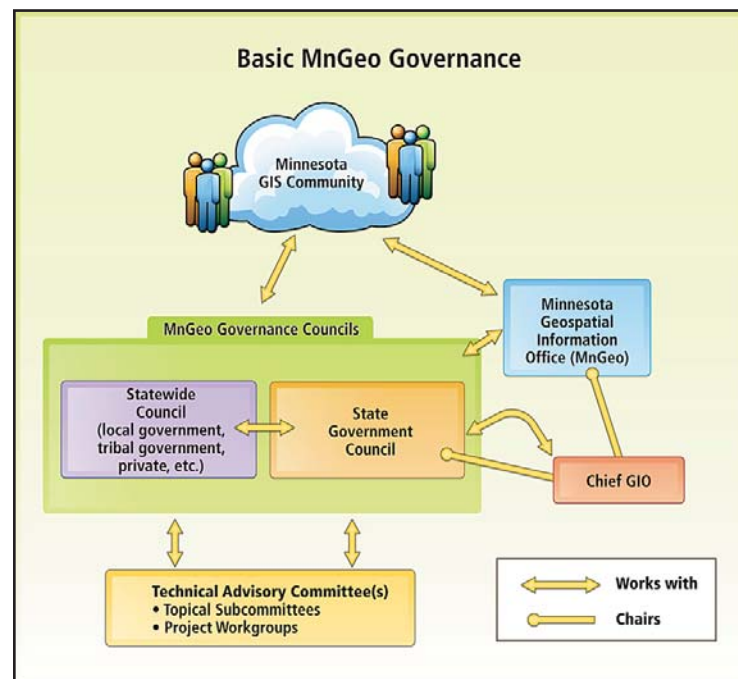 Basic MnGeo Governance
Minnesota
GIS Community
MnGeo Governance Councils
Minnesota
Geospatial
Information
Office (MnGeo)
Statewide
Council
(local government,
tribal government,
private, etc.)
State
Government
Council
Chief GIO
Technical Advisory Committee(s)
• Topical Subcommittees
• Project Workgroups
Works with
Chairs